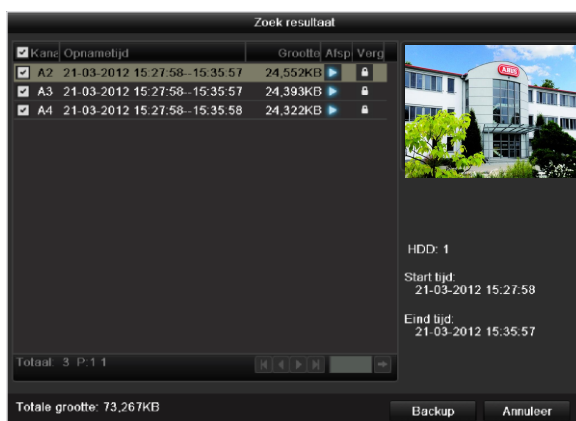 Zoek resultaat
Kana Opnametijd Grootte Afsp Verg
A2 21-03-2012 15:27:58--15:35:57 24,552KB
A3 21-03-2012 15:27:58--15:35:57 24,393KB
A4 21-03-2012 15:27:58--15:35:58 24,322KB
ABUS
HDD: 1
Start tijd:
21-03-2012 15:27:58
Eind tijd:
21-03-2012 15:35:57
Totaal: 3 P:1 1
Totale grootte: 73,267KB
Backup Annuleer